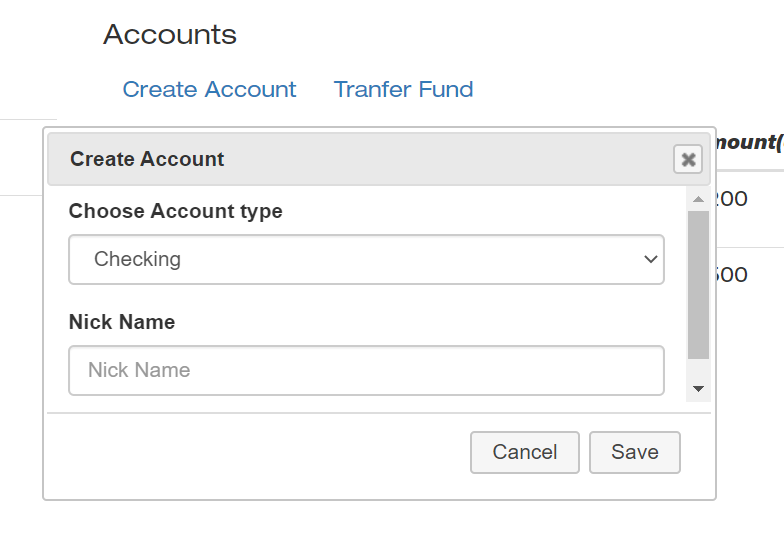 Accounts
Create Account Tranfer Fund
mount(
Create Account
Choose Account type
200
Checking
500
Nick Name
Nick Name
Cancel Save